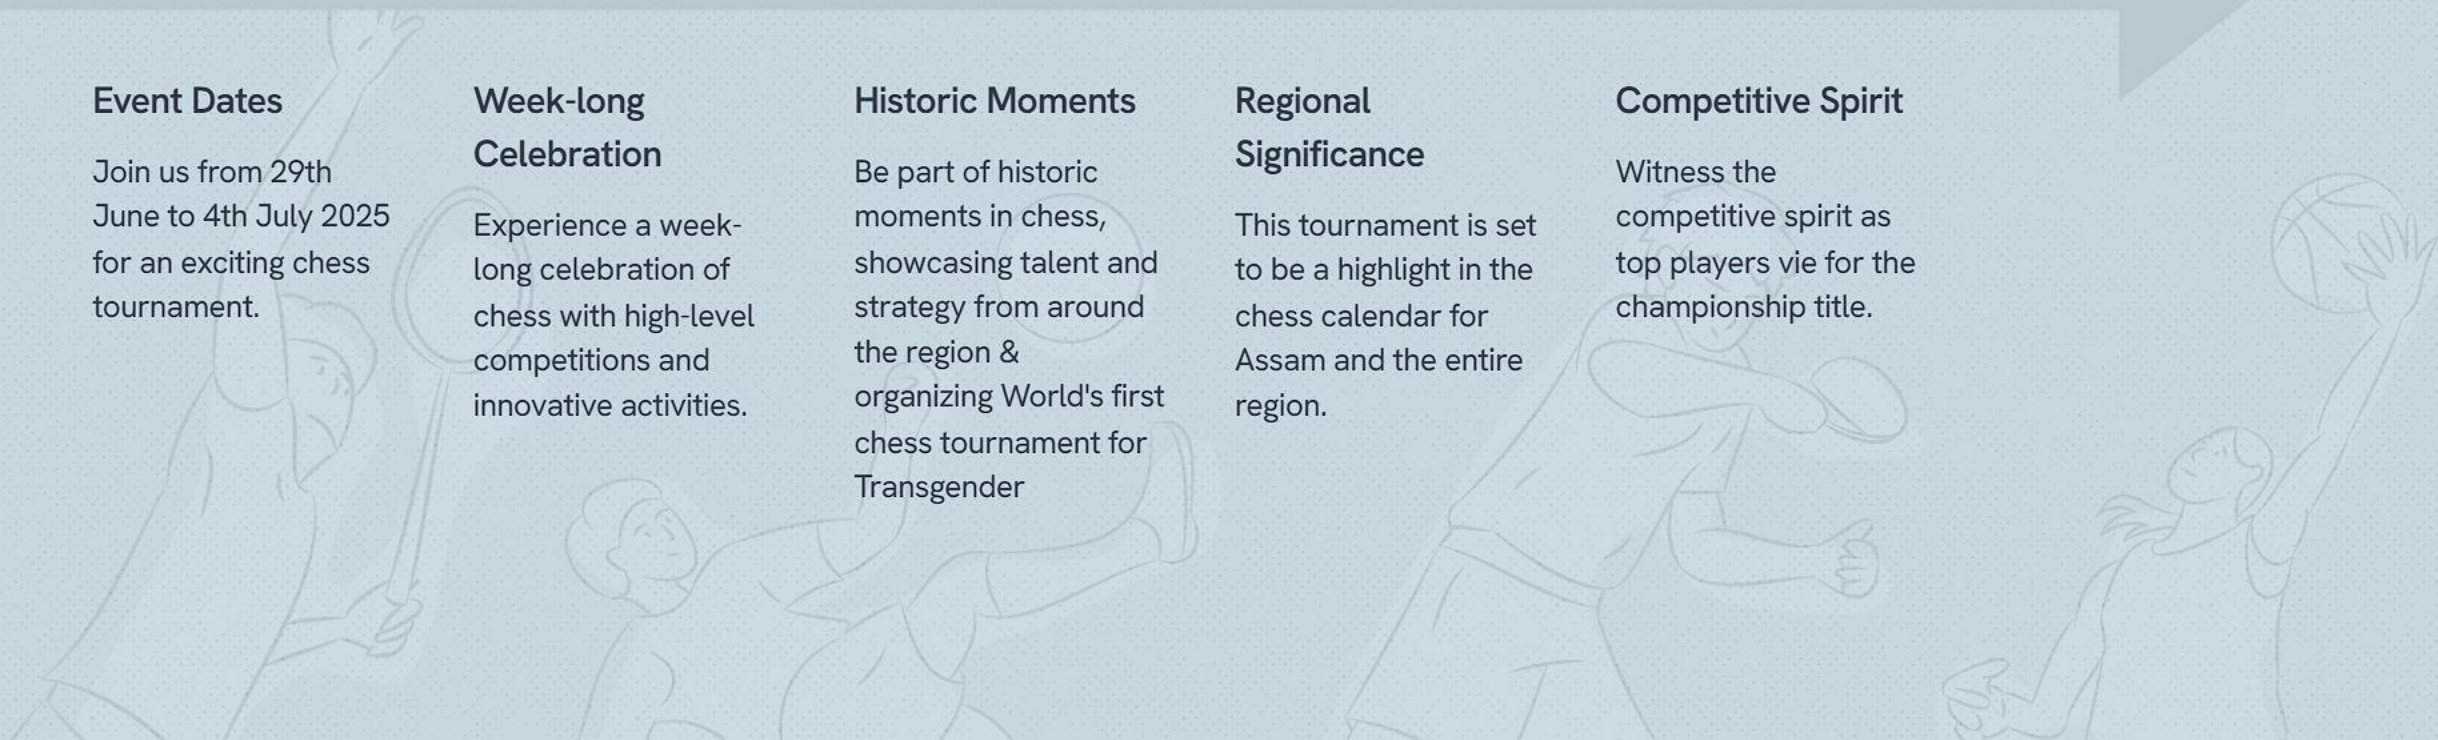 Event Dates
Join us from 29th
June to 4th July 2025
for an exciting chess
tournament.
Week-long
Celebration
Experience a week-
long celebration of
chess with high-level
competitions and
innovative activities.
Historic Moments
Be part of historic
moments in chess,
showcasing talent and
strategy from around
the region &
organizing World's first
chess tournament for
Transgender
Regional
Significance
This tournament is set
to be a highlight in the
chess calendar for
Assam and the entire
region.
Competitive Spirit
Witness the
competitive spirit as
top players vie for the
championship title.